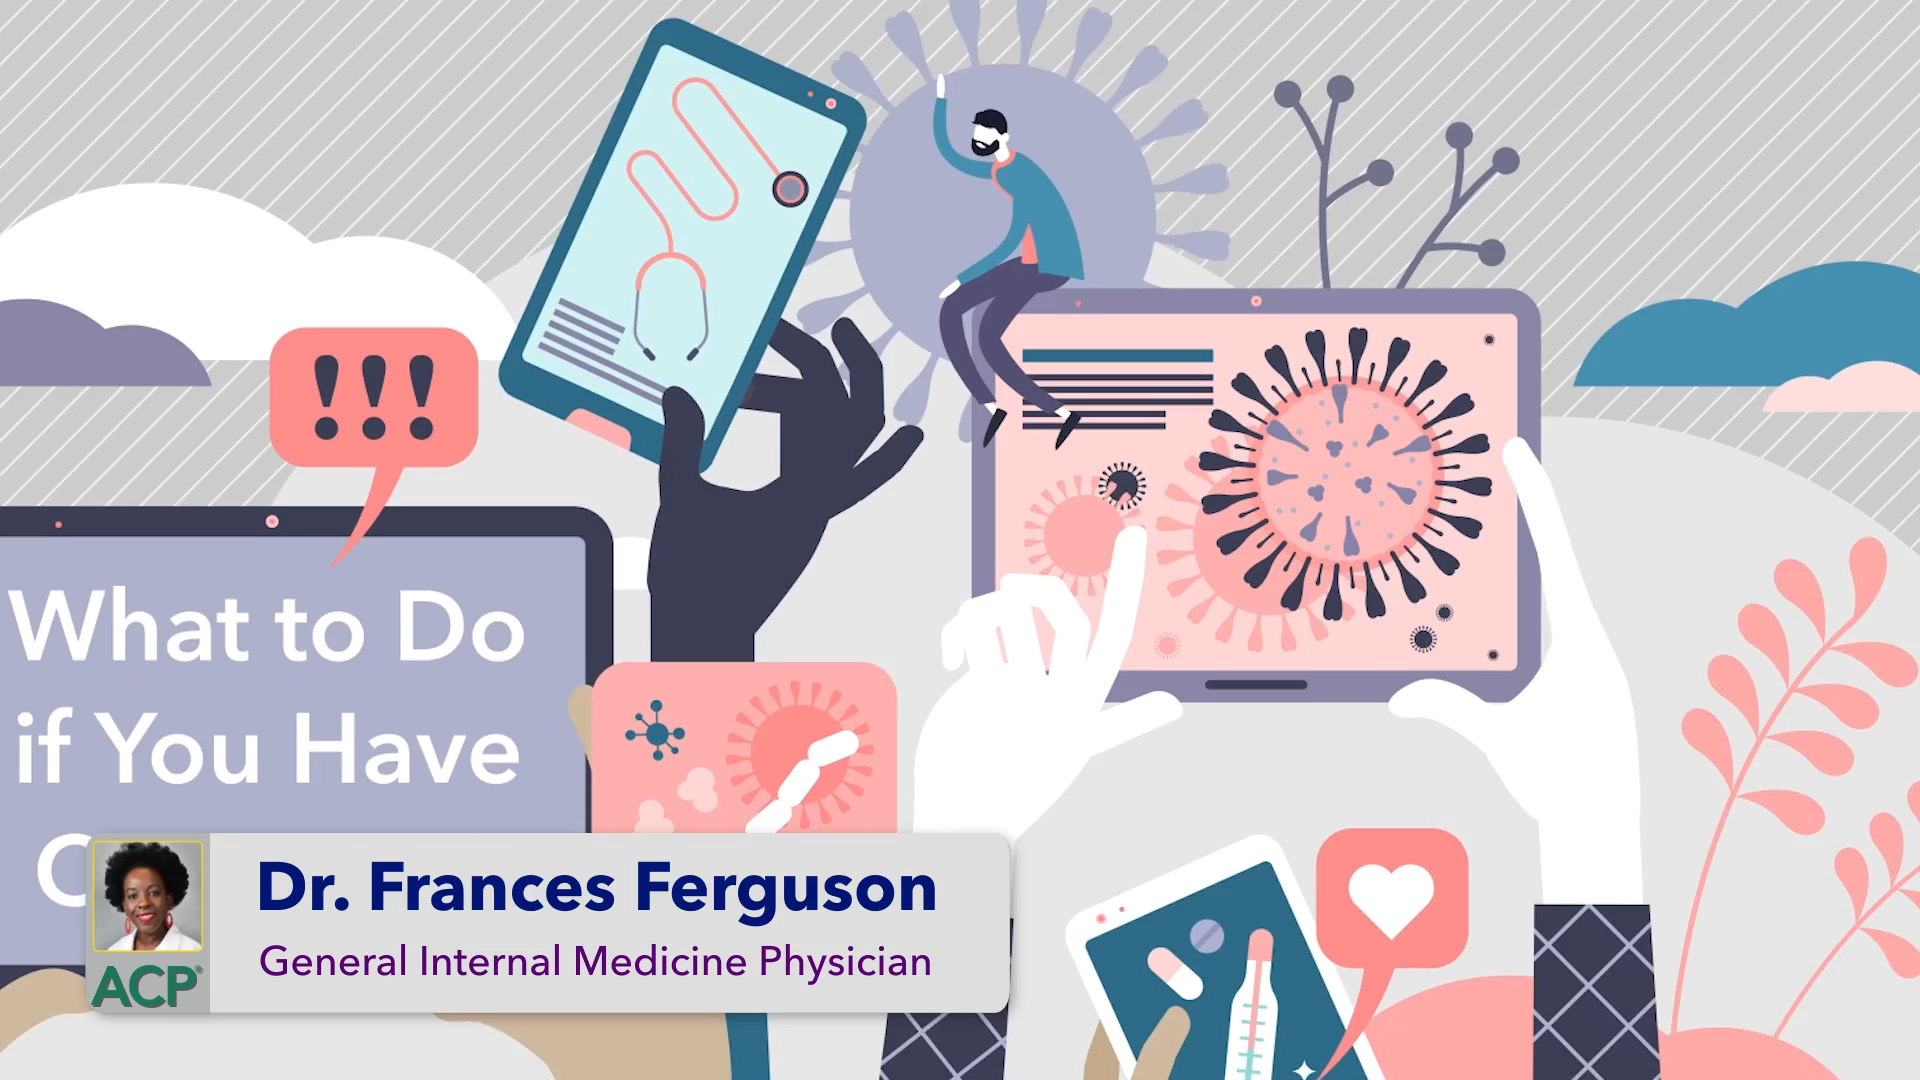 !!!
What to Do
if You Have
Dr. Frances Ferguson
General Internal Medicine Physician
ACP®